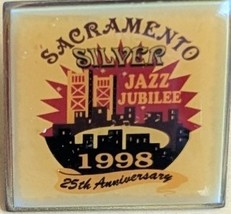 SACRAMENTO
SILVER
JAZZ
JUBILEE
1998
25th Anniversary